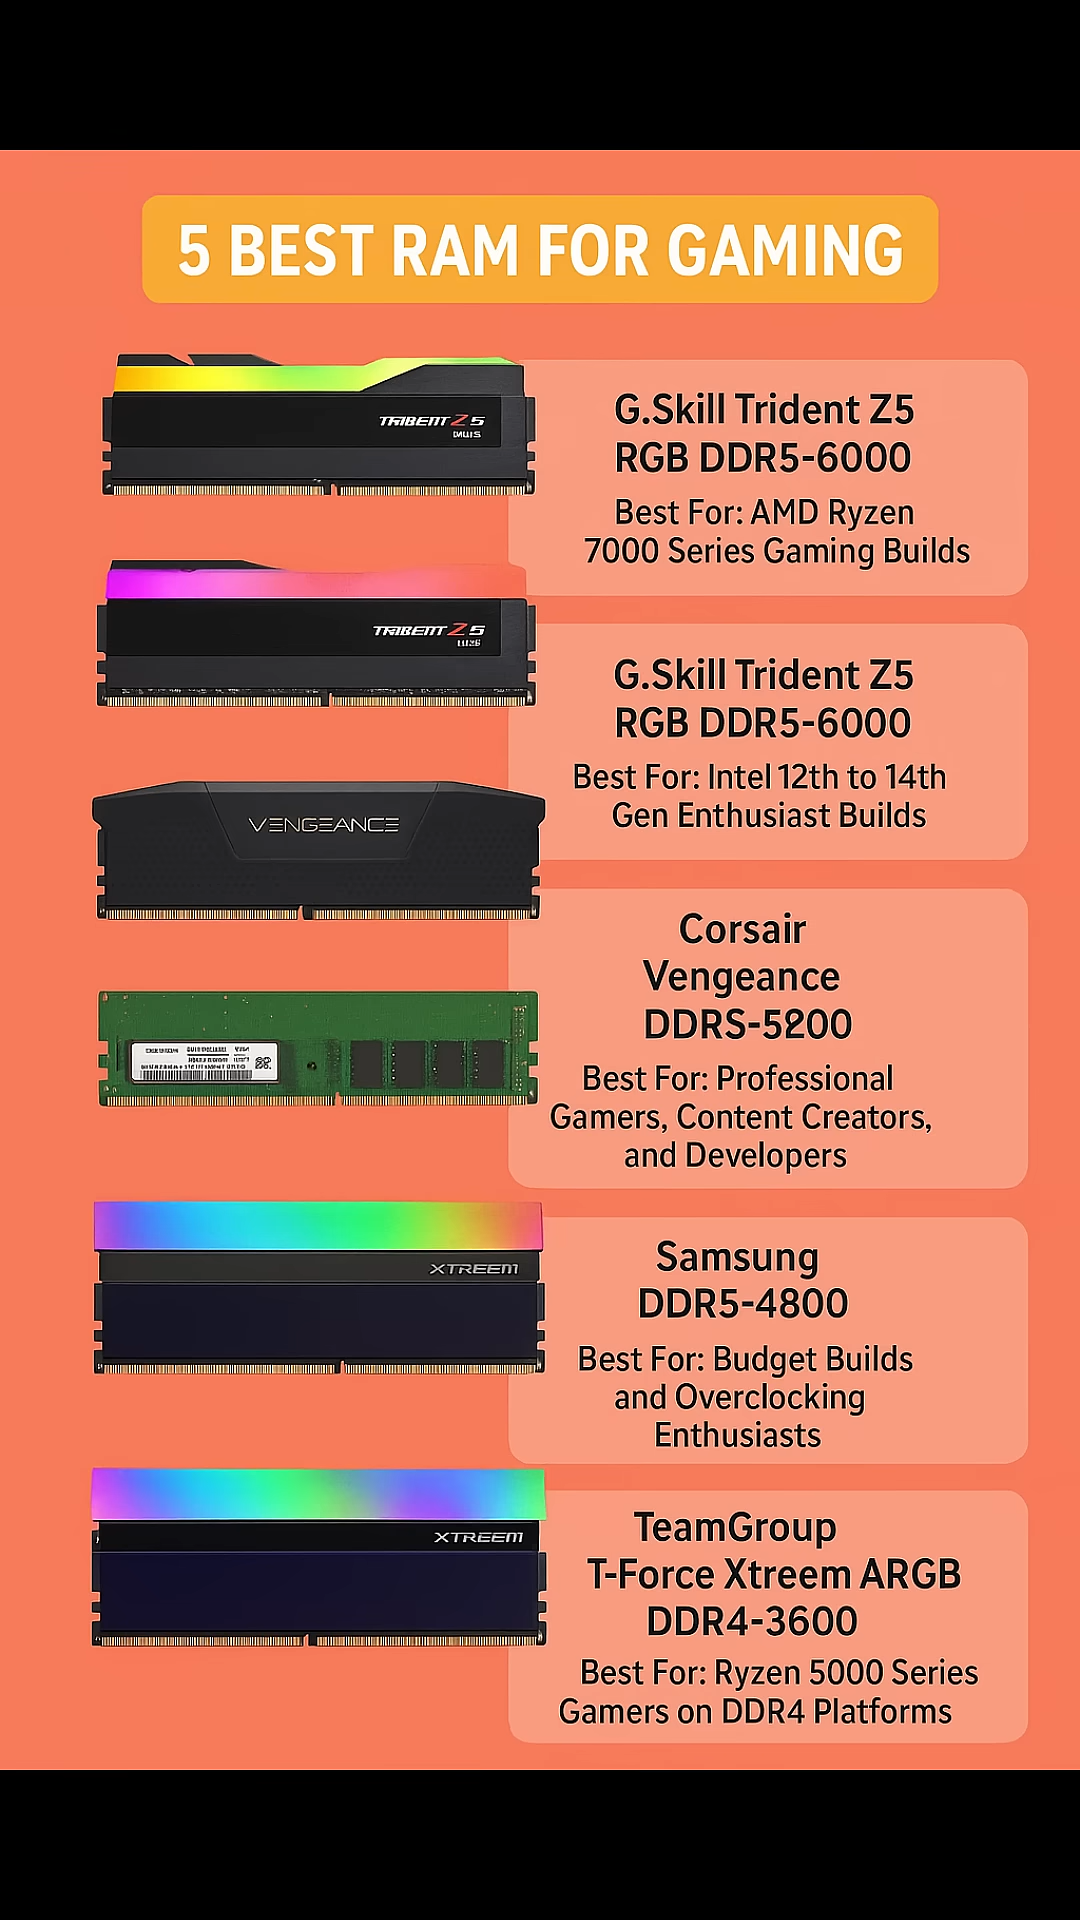 5 BEST RAM FOR GAMING
TRIBENT Z 5
G.Skill Trident Z5
RGB DDR5-6000
Best For: AMD Ryzen
7000 Series Gaming Builds
TRIBENT Z 5
G.Skill Trident Z5
RGB DDR5-6000
Best For: Intel 12th to 14th
Gen Enthusiast Builds
VENGEANCE
Corsair
Vengeance
DDRS-5200
Best For: Professional
Gamers, Content Creators,
and Developers
XTREEM
Samsung
DDR5-4800
Best For: Budget Builds
and Overclocking
Enthusiasts
XTREEM
TeamGroup
T-Force Xtreem ARGB
DDR4-3600
Best For: Ryzen 5000 Series
Gamers on DDR4 Platforms